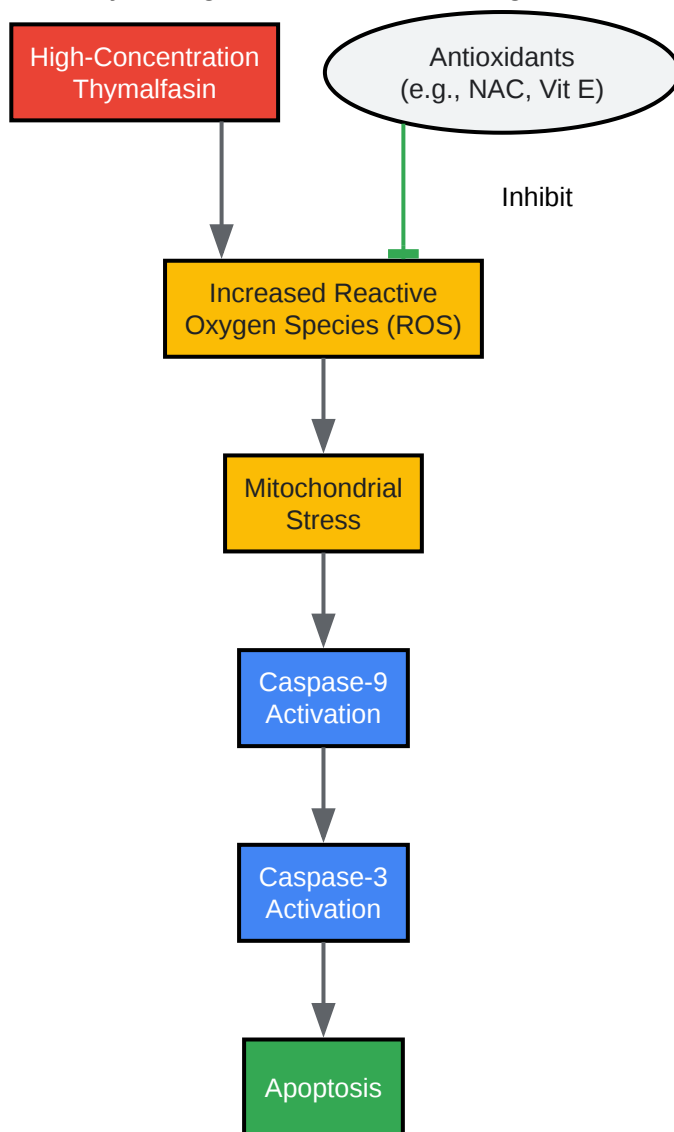 High-Concentration
Thymalfasin
Antioxidants
(e.g., NAC, Vit E)
Inhibit
Increased Reactive
Oxygen Species (ROS)
Mitochondrial
Stress
Caspase-9
Activation
Caspase-3
Activation
Apoptosis